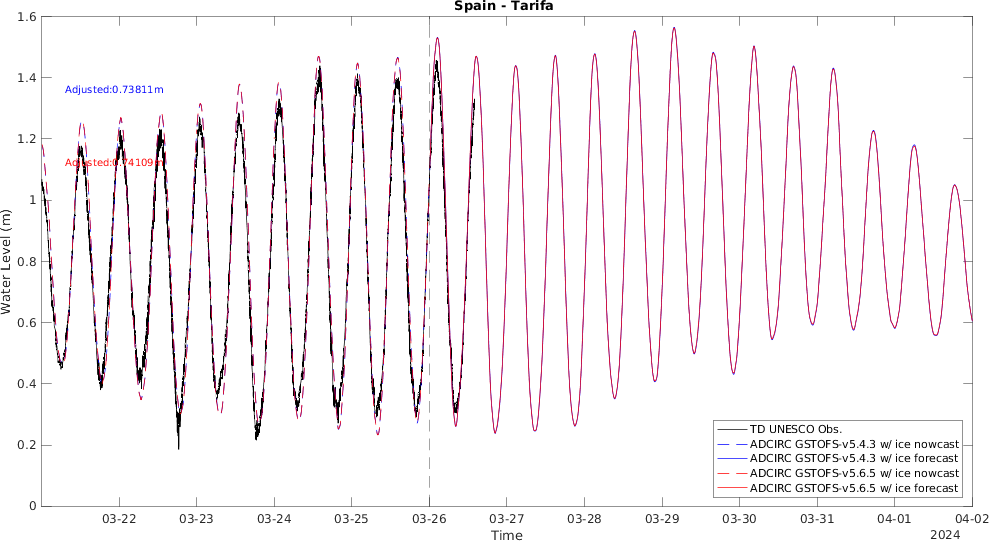 Spain - Tarifa
1.6
1.4
1.2
1
0.8
0.6
0.4
0.2
0
Water Level (m)
Adjusted:0.73811m
Adjusted:0.74109m
03-22
03-23
03-24
03-25
03-26
03-27
03-28
03-29
03-30
03-31
04-01
04-02
Time
2024
TD UNESCO Obs.
ADCIRC GSTOFS-v5.4.3 w/ ice nowcast
ADCIRC GSTOFS-v5.4.3 w/ ice forecast
ADCIRC GSTOFS-v5.6.5 w/ ice nowcast
ADCIRC GSTOFS-v5.6.5 w/ ice forecast